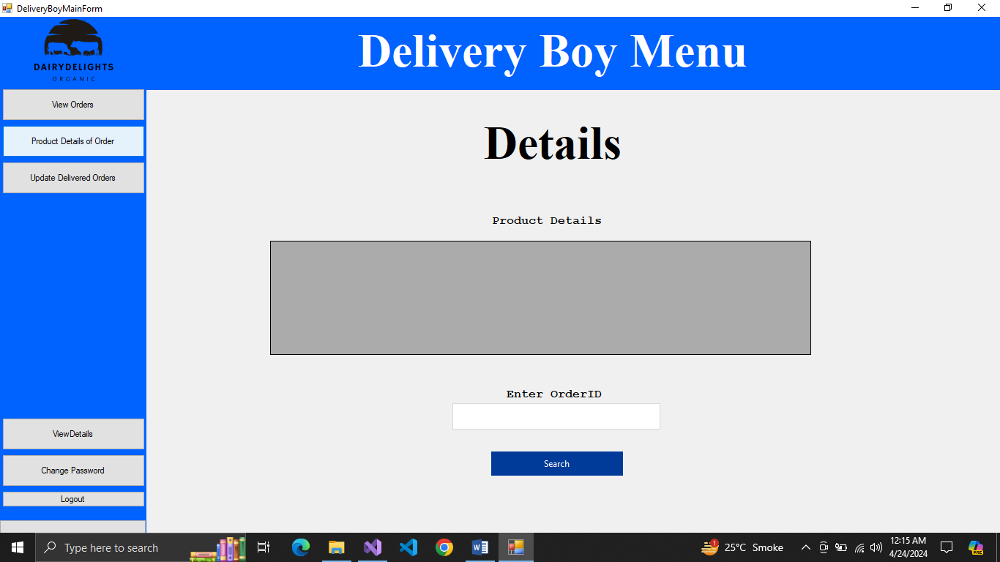 DeliveryBoyMainForm
DAIRYDELIGHTS
ORGANIC
Delivery Boy Menu
View Orders
Product Details of Order
Update Delivered Orders
ViewDetails
Change Password
Logout
Details
Product Details
Enter OrderID
Search
Type here to search
1
25°C Smoke
12:15 AM
4/24/2024
PRE